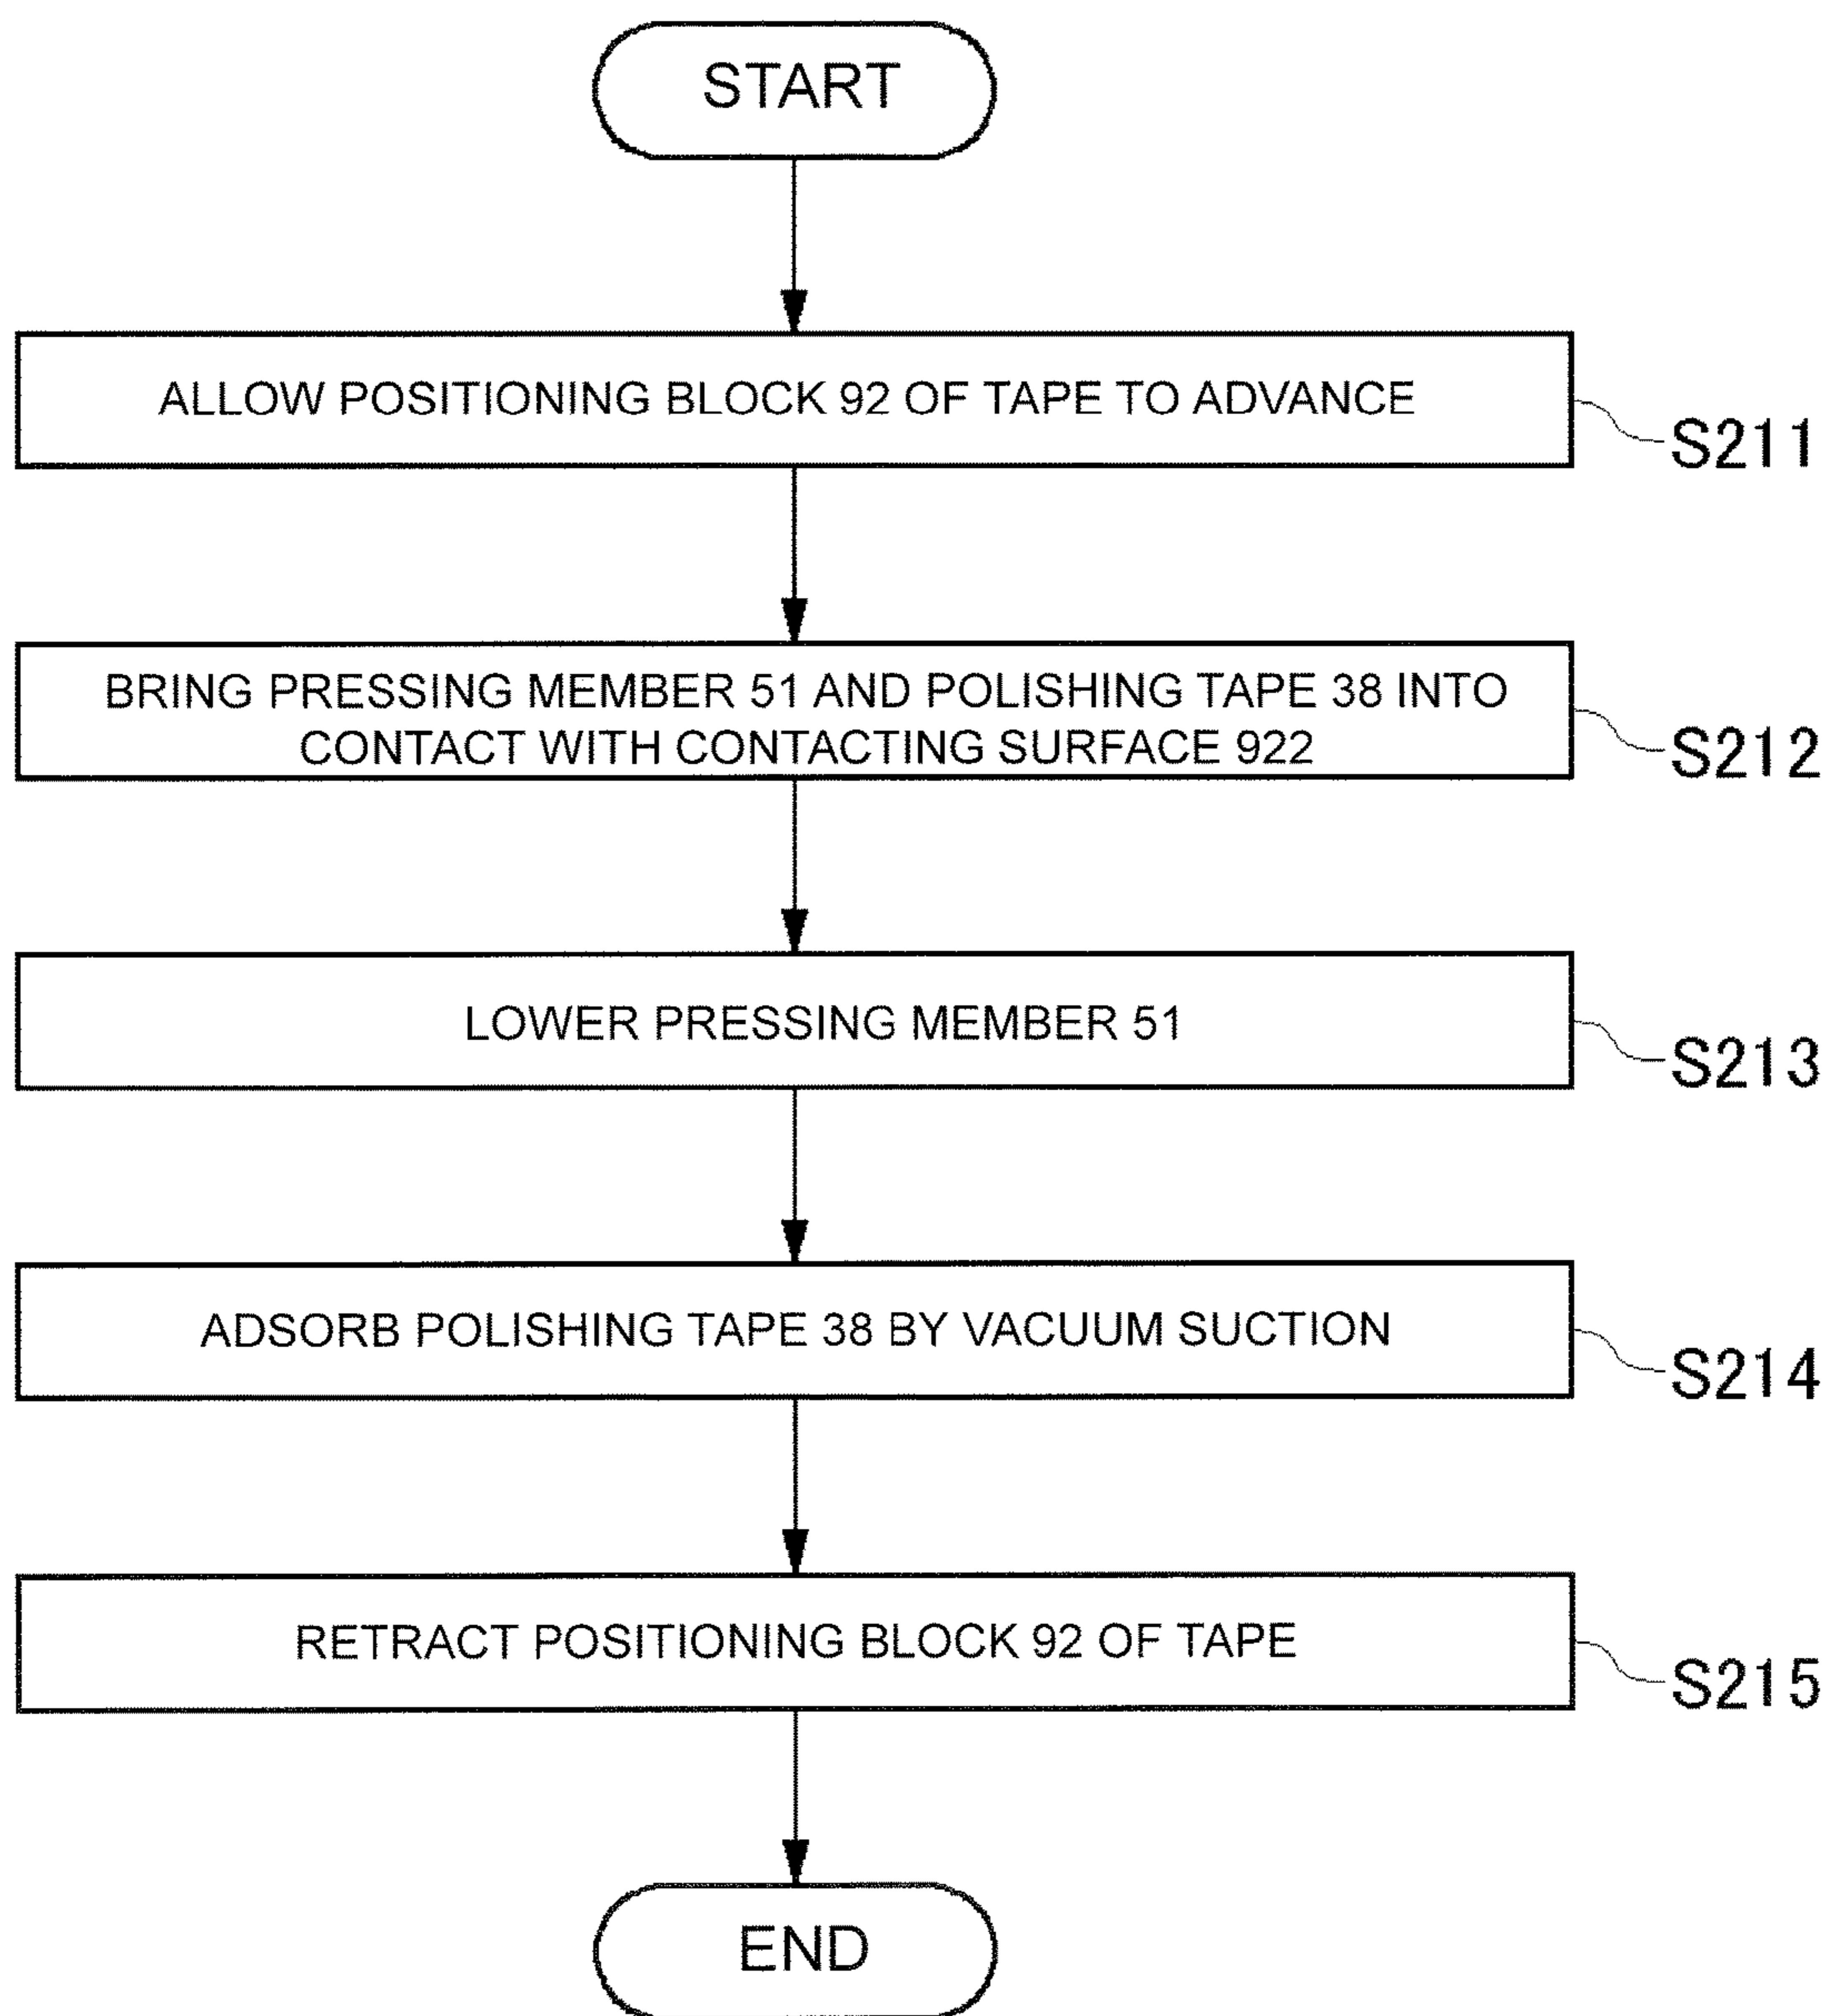 START
ALLOW POSITIONING BLOCK 92 OF TAPE TO ADVANCE
S211
BRING PRESSING MEMBER 51 AND POLISHING TAPE 38 INTO
CONTACT WITH CONTACTING SURFACE 922
S212
LOWER PRESSING MEMBER 51
S213
ADSORB POLISHING TAPE 38 BY VACUUM SUCTION
S214
RETRACT POSITIONING BLOCK 92 OF TAPE
S215
END